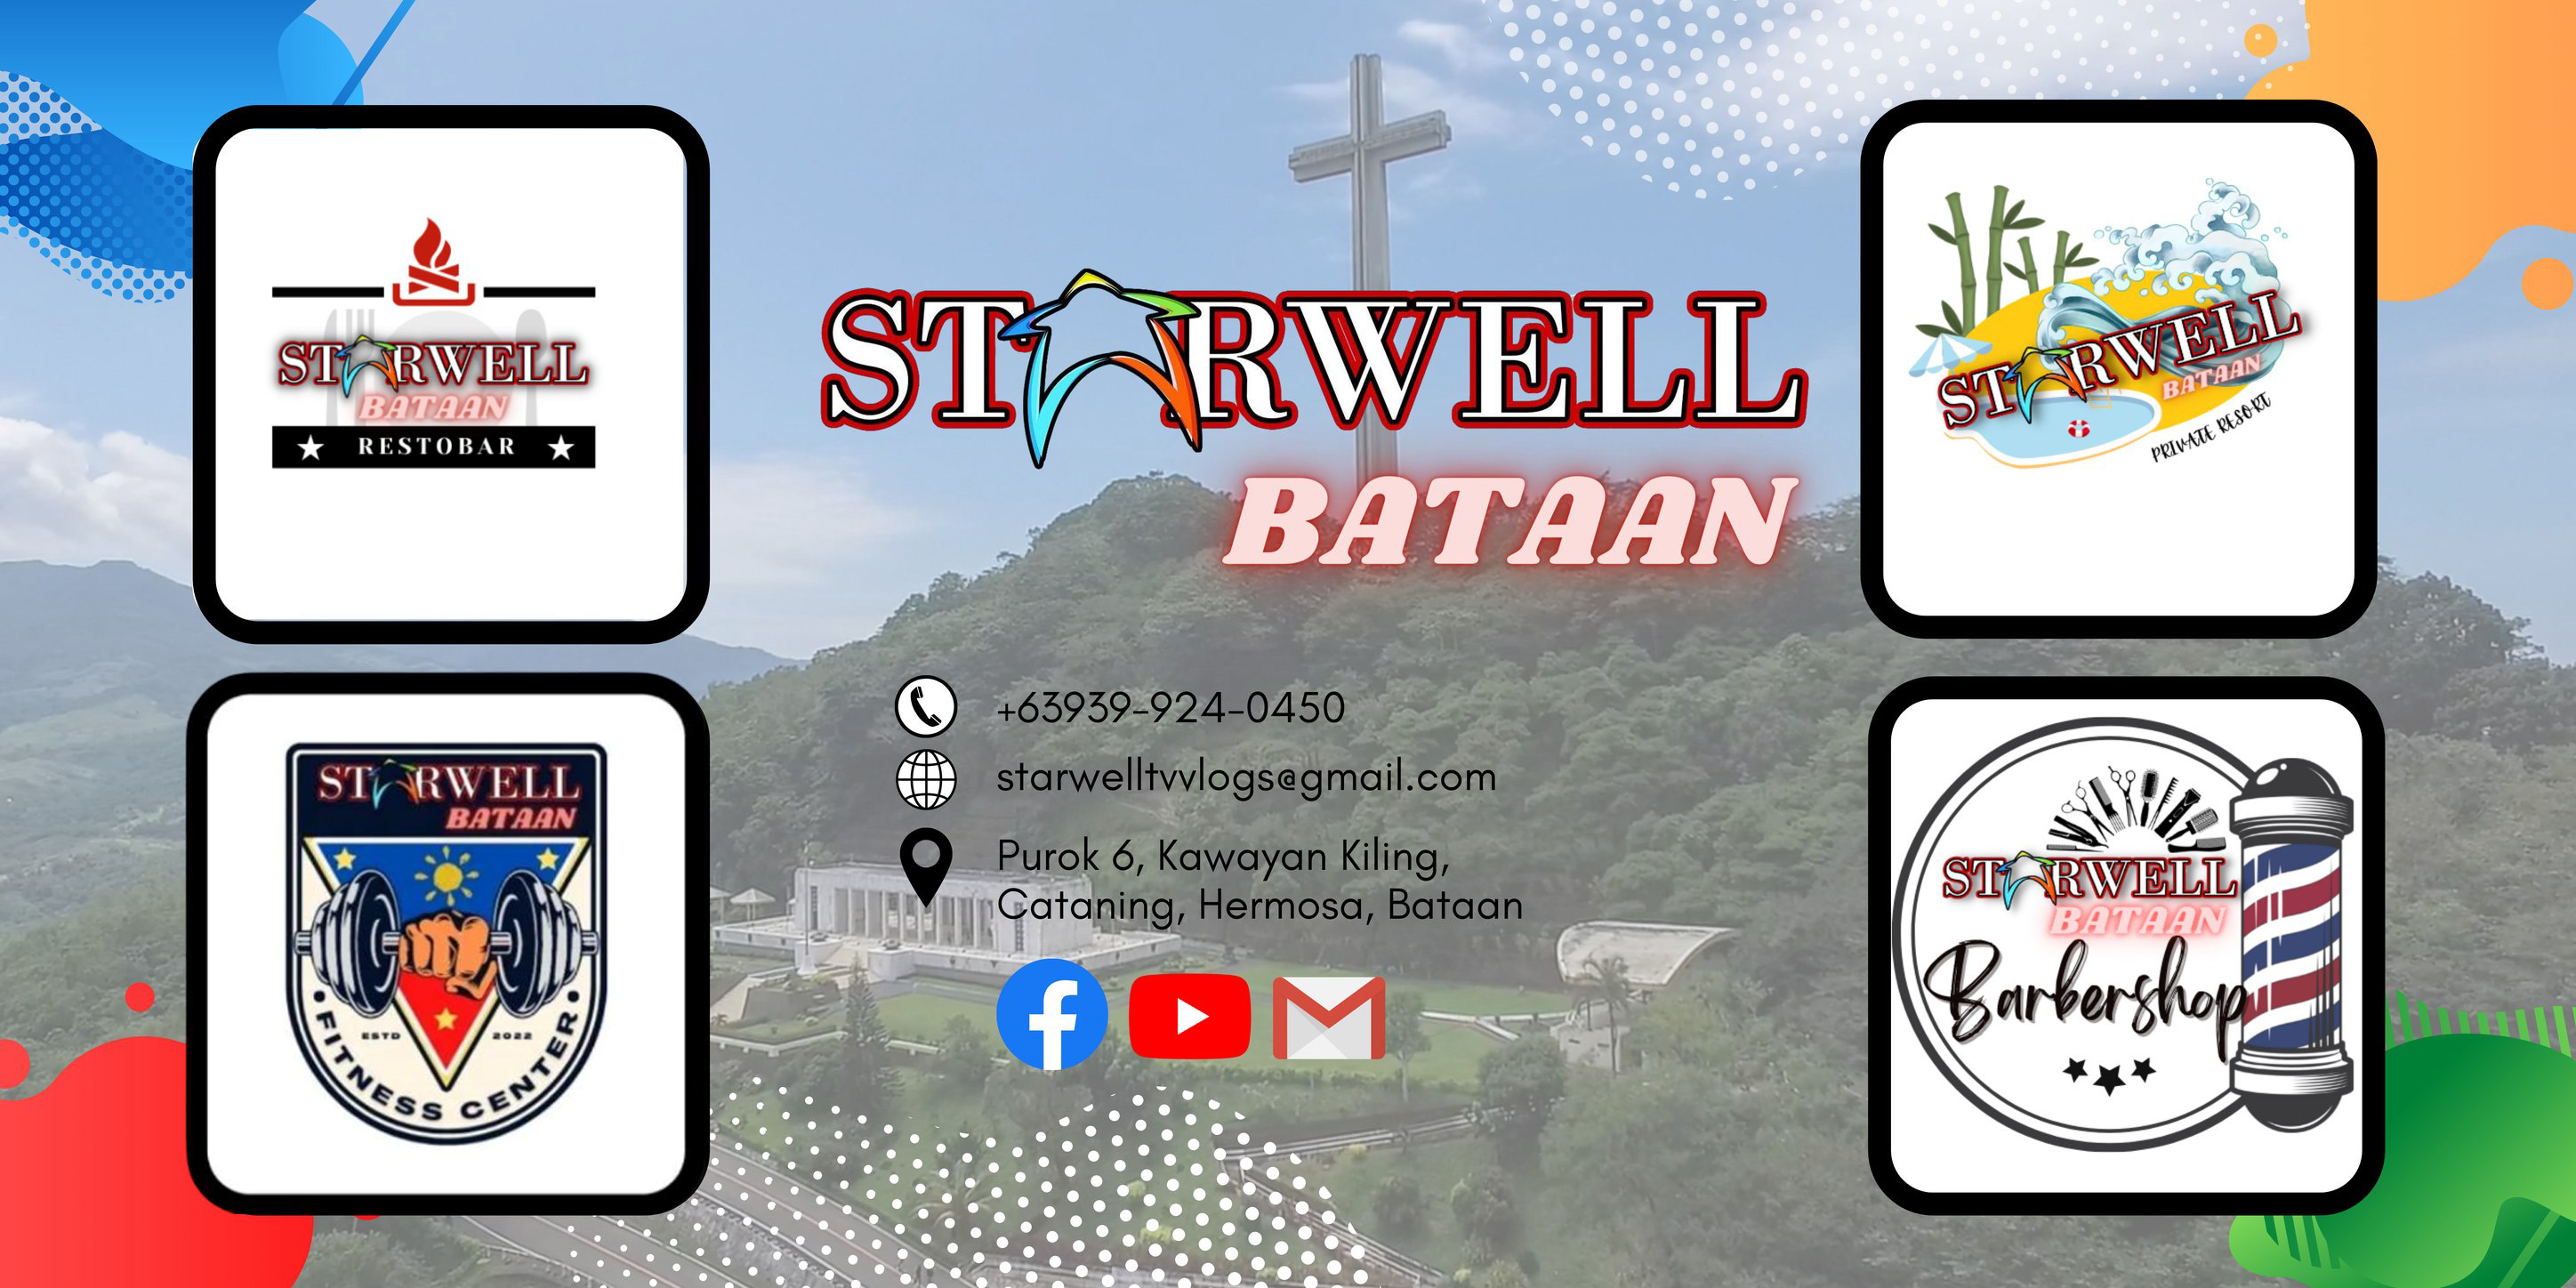 STARWELL
BATAAN
RESTOBAR
STARWELL
BATAAN
+63939-924-0450
starwelltvvlogs@gmail.com
Purok 6, Kawayan Kiling,
Cataning, Hermosa, Bataan
STARWELL
BATAAN
PRIVATE RESORT
STARWELL
BATAAN
ESTD 2022
FITNESS CENTER
STARWELL
BATAAN
Barbershop